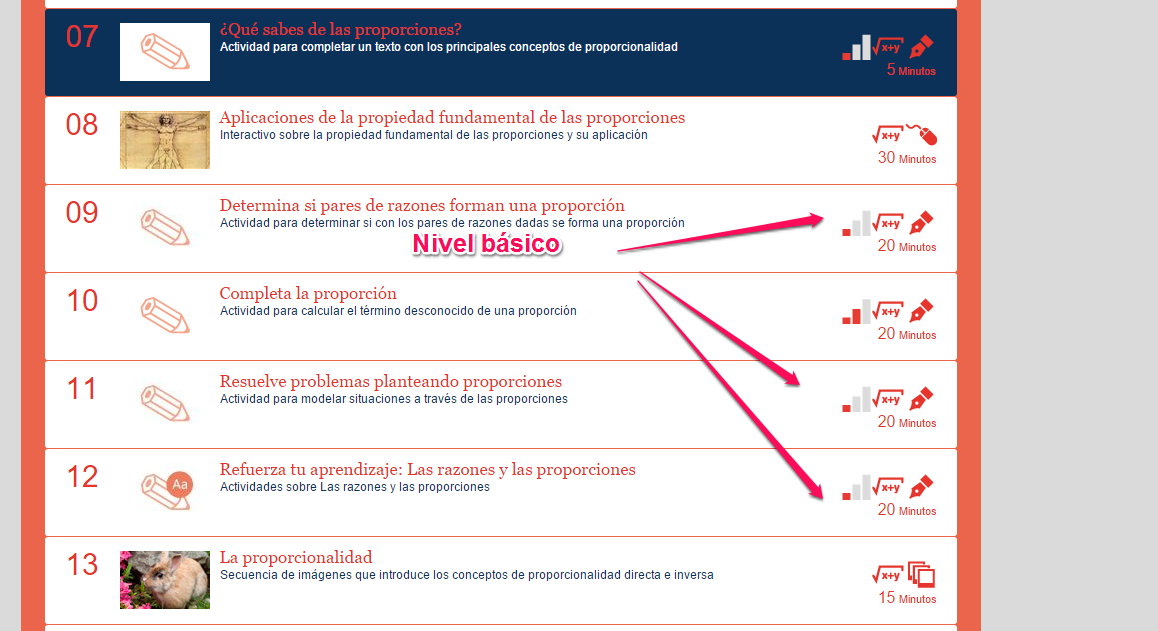 07
¿Qué sabes de las proporciones?
Actividad para completar un texto con los principales conceptos de proporcionalidad
√x+y
5 Minutos
08
Aplicaciones de la propiedad fundamental de las proporciones
Interactivo sobre la propiedad fundamental de las proporciones y su aplicación
√x+y
30 Minutos
09
Determina si pares de razones forman una proporción
Actividad para determinar si con los pares de razones dadas se forma una proporción
√x+y
20 Minutos
Nivel básico
10
Completa la proporción
Actividad para calcular el término desconocido de una proporción
√x+y
20 Minutos
11
Resuelve problemas planteando proporciones
Actividad para modelar situaciones a través de las proporciones
√x+y
20 Minutos
12
Aa
Refuerza tu aprendizaje: Las razones y las proporciones
Actividades sobre Las razones y las proporciones
√x+y
20 Minutos
13
La proporcionalidad
Secuencia de imágenes que introduce los conceptos de proporcionalidad directa e inversa
√x+y
15 Minutos